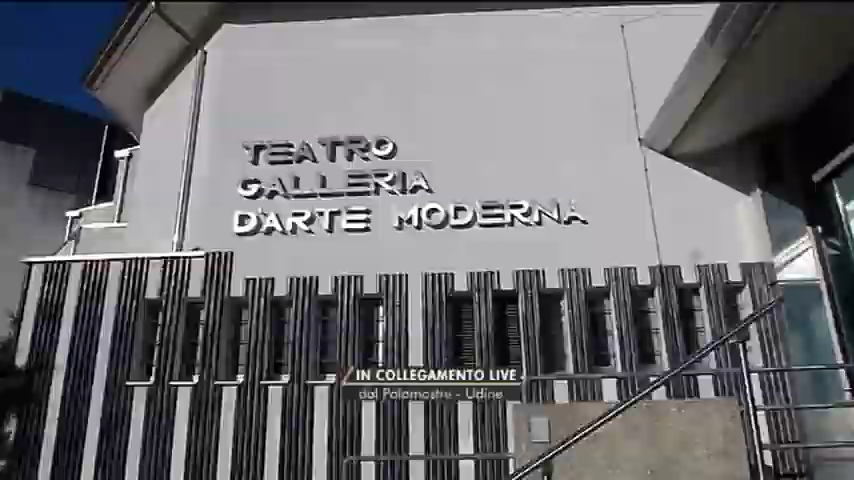 TEATRO
GALLERIA
D'ARTE MODERNA
IN COLLEGAMENTO LIVE
dal Palamostre - Udine